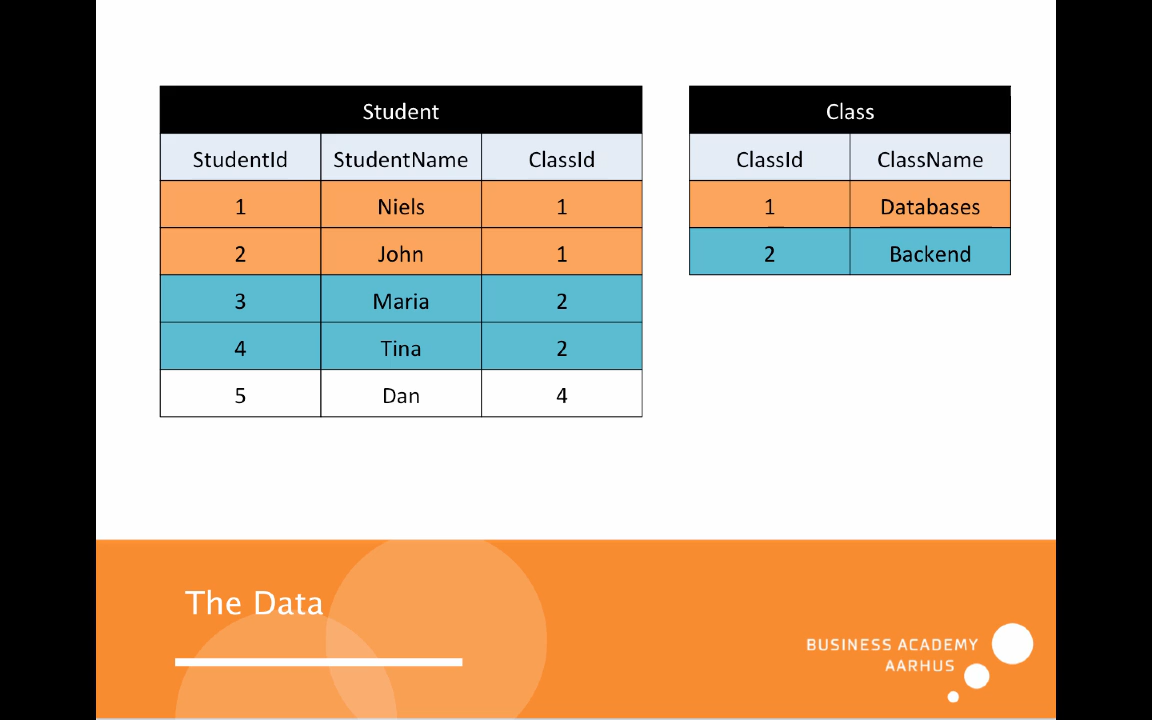 Student
StudentId StudentName ClassId
1 Niels 1
2 John 1
3 Maria 2
4 Tina 2
5 Dan 4
Class
ClassId ClassName
1 Databases
2 Backend
The Data
BUSINESS ACADEMY
AARHUS